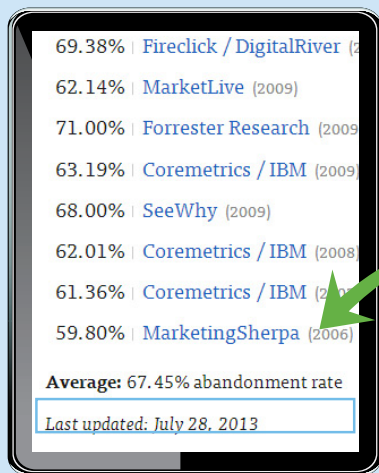 69.38% | Fireclick / DigitalRiver
62.14% | MarketLive (2009)
71.00% | Forrester Research (2009
63.19% | Coremetrics / IBM (2009)
68.00% | SeeWhy (2009)
62.01% | Coremetrics / IBM (2008)
61.36% | Coremetrics / IBM
59.80% | MarketingSherpa (2006)
Average: 67.45% abandonment rate
Last updated: July 28, 2013